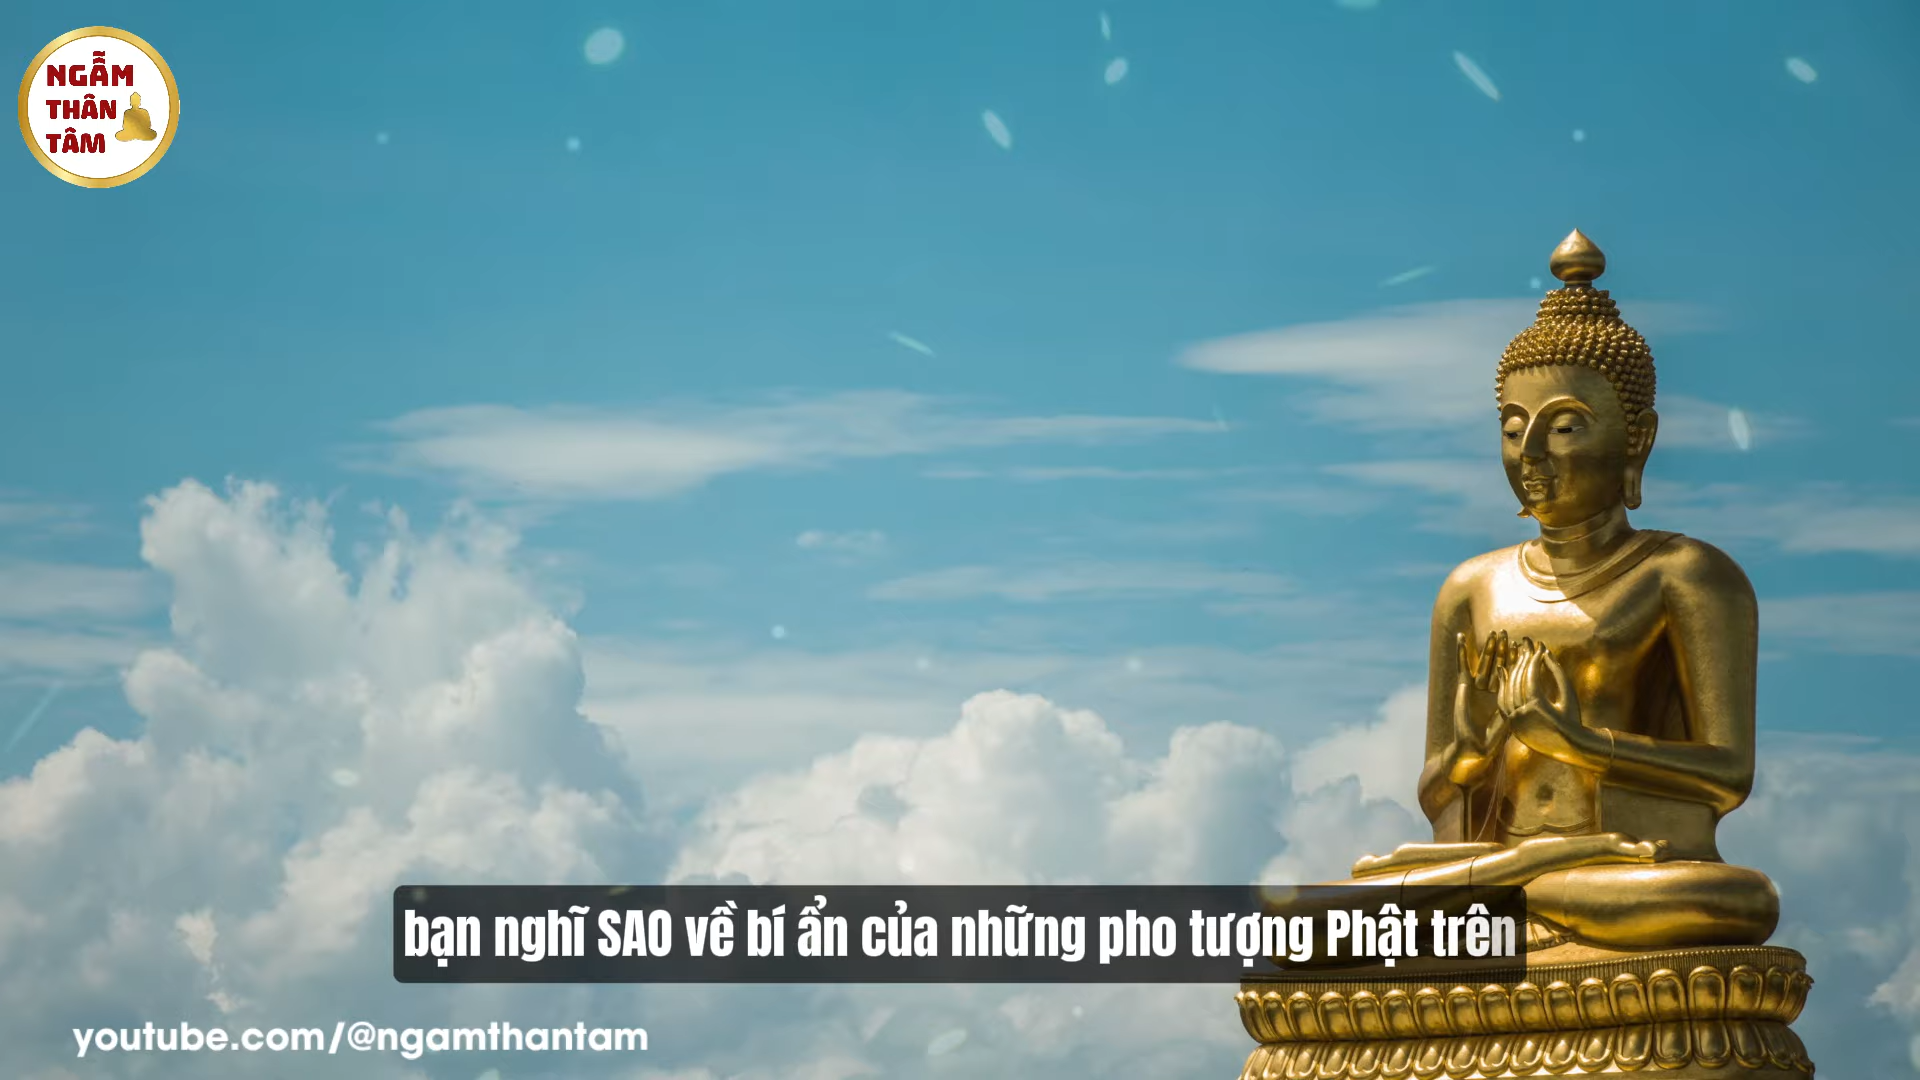 NGẪM
THÂN
TÂM
bạn nghĩ SAO về bí ẩn của những pho tượng Phật trên
youtube.com/@ngamthantam